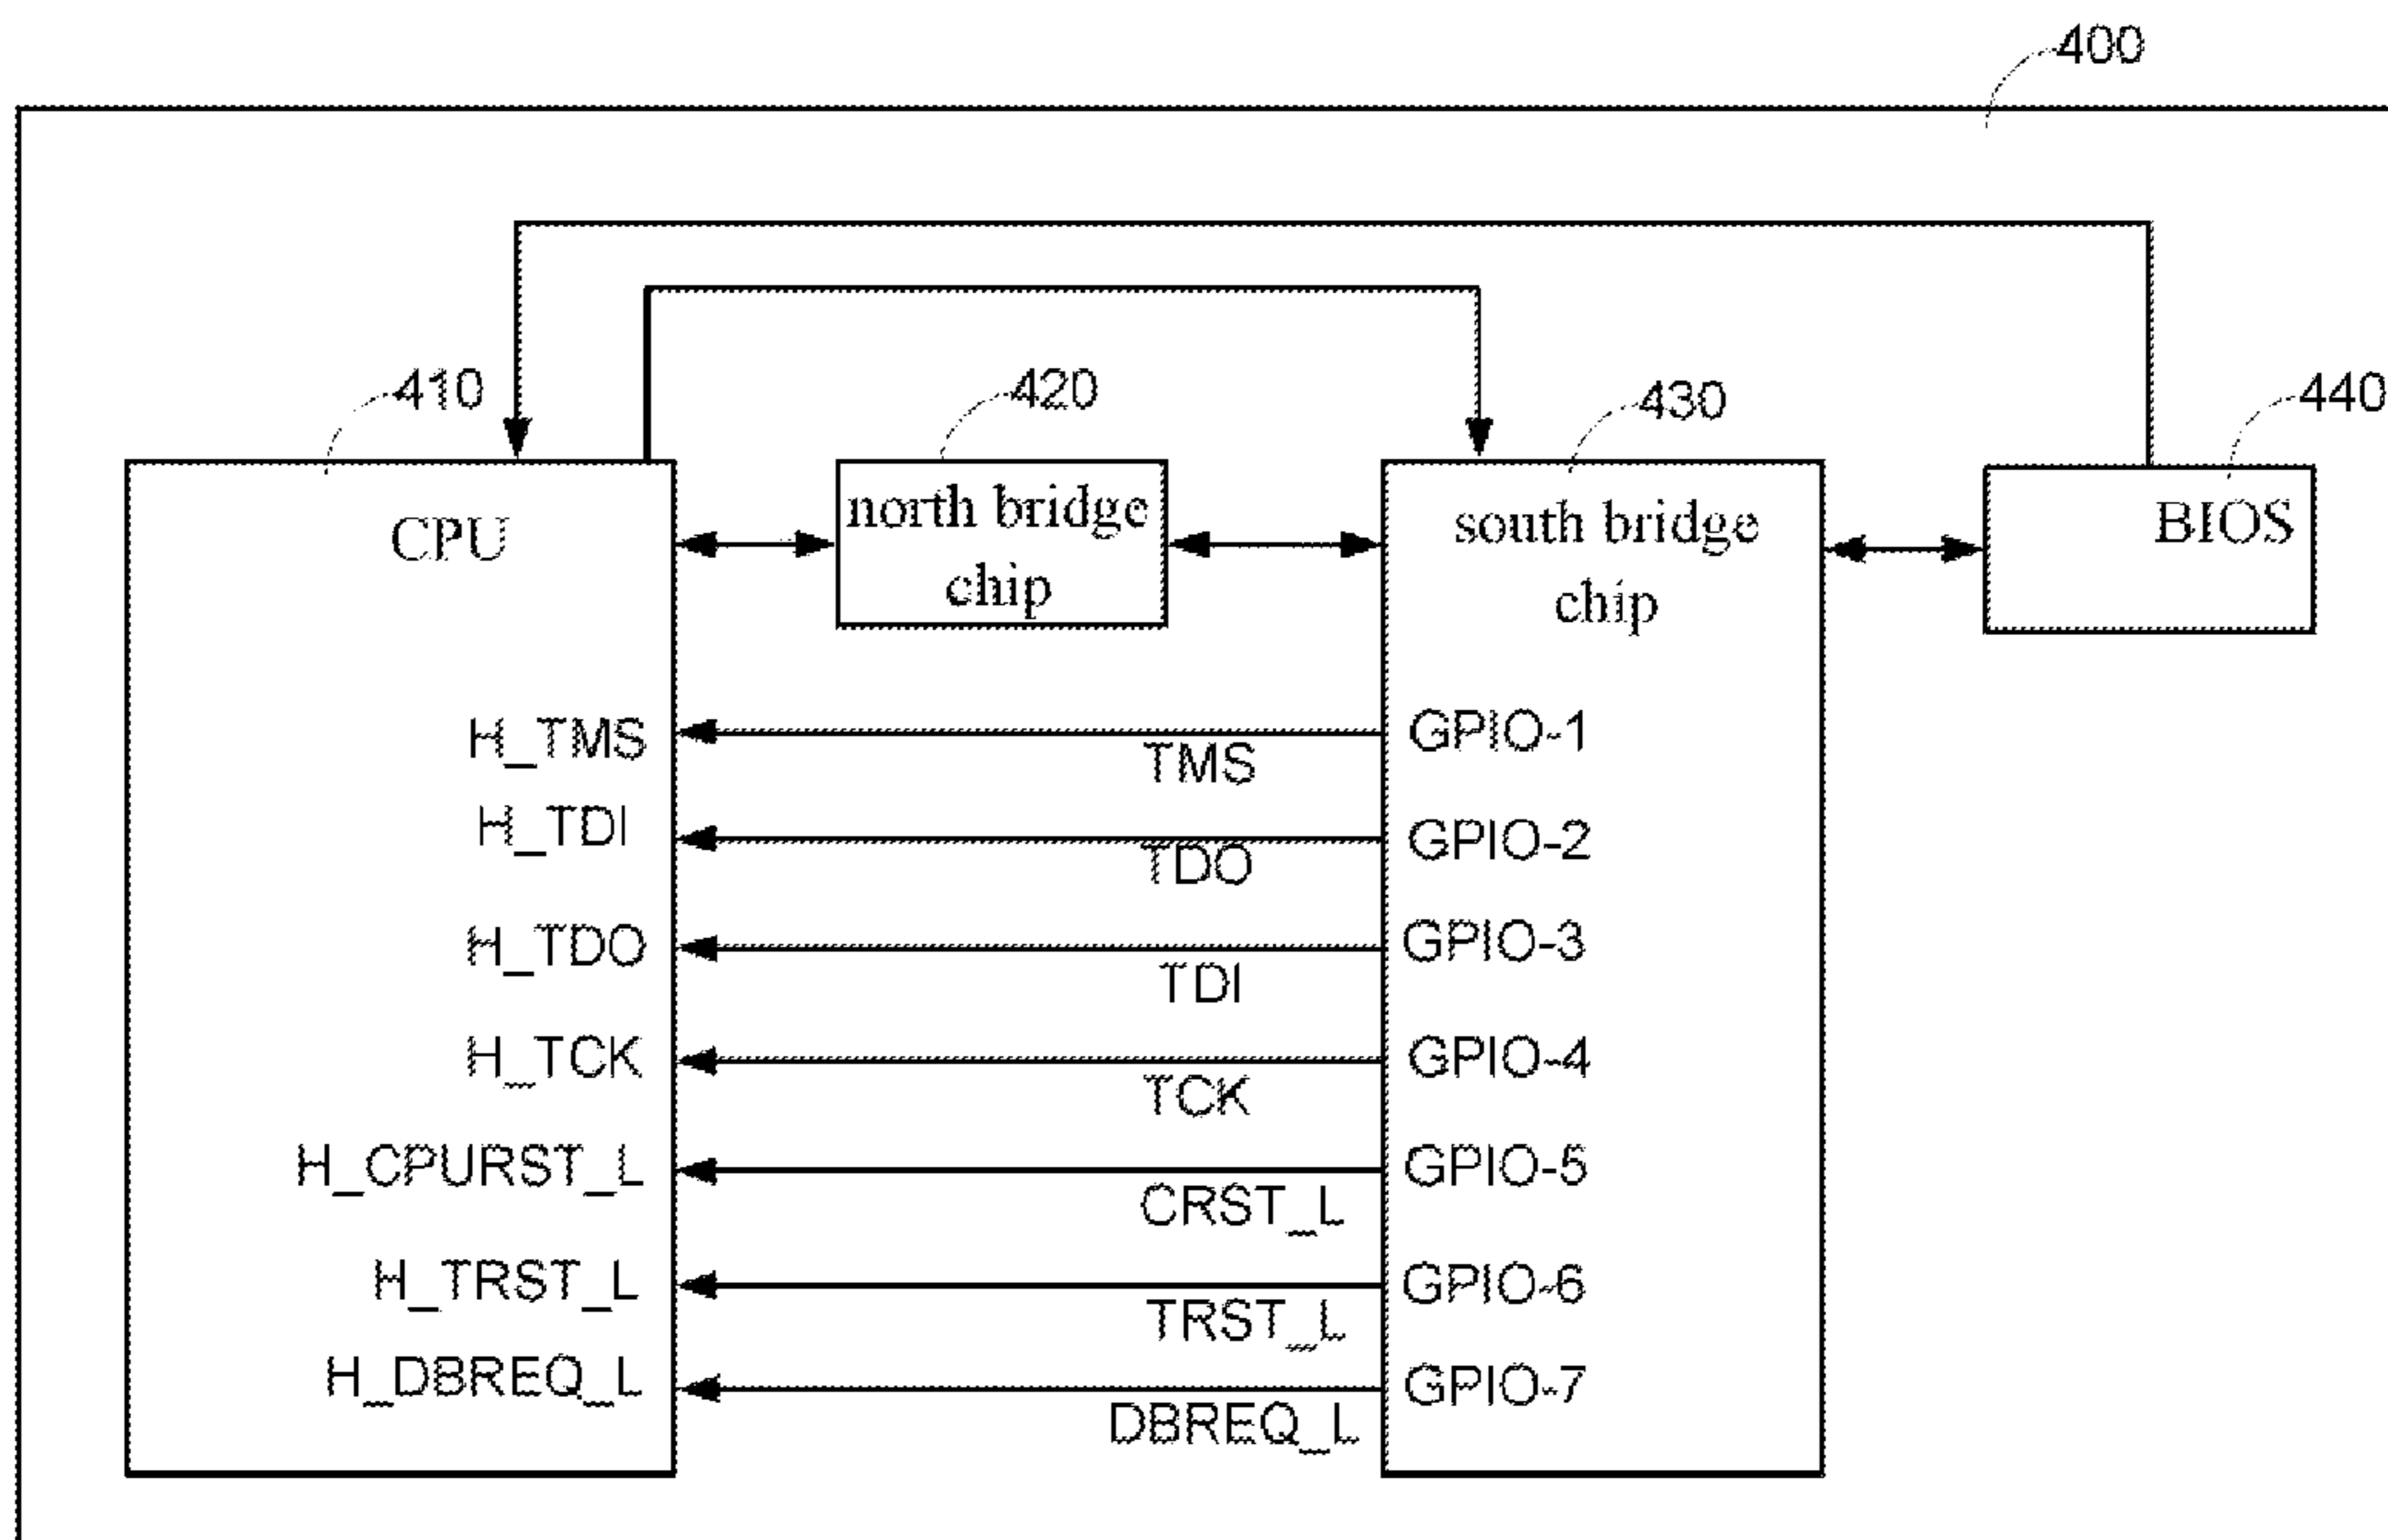 400
410
420
430
440
CPU
north bridge
chip
south bridge
chip
BIOS
H_TMS
TMS
GPIO-1
H_TDI
TDO
GPIO-2
H_TDO
TDI
GPIO-3
H_TCK
TCK
GPIO-4
H_CPURST_L
CRST_L
GPIO-5
H_TRST_L
TRST_L
GPIO-6
H_DBREQ_L
DBREQ_L
GPIO-7